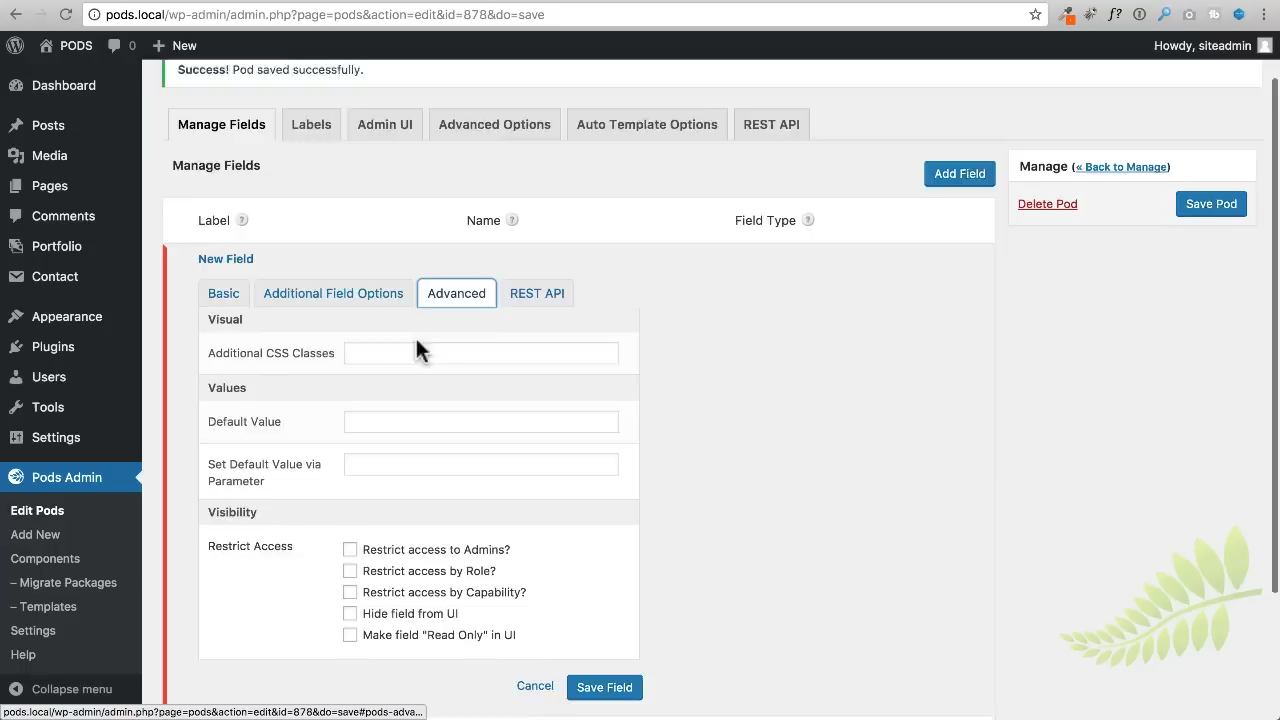 pods.local/wp-admin/admin.php?page=pods&action=edit&id=878&do=save
f?
PODS
0
New
Howdy, siteadmin
Dashboard
Posts
Media
Pages
Comments
Portfolio
Contact
Appearance
Plugins
Users
Tools
Settings
Pods Admin
Edit Pods
Add New
Components
– Migrate Packages
– Templates
Settings
Help
Collapse menu
Success! Pod saved successfully.
Manage Fields
Labels
Admin UI
Advanced Options
Auto Template Options
REST API
Manage Fields
Add Field
Label ?
Name ?
Field Type ?
New Field
Basic
Additional Field Options
Advanced
REST API
Visual
Additional CSS Classes
Values
Default Value
Set Default Value via
Parameter
Visibility
Restrict Access
Restrict access to Admins?
Restrict access by Role?
Restrict access by Capability?
Hide field from UI
Make field "Read Only" in UI
Cancel
Save Field
Manage (« Back to Manage)
Delete Pod
Save Pod
pods.local/wp-admin/admin.php?page=pods&action=edit&id=878&do=save#pods-adva...